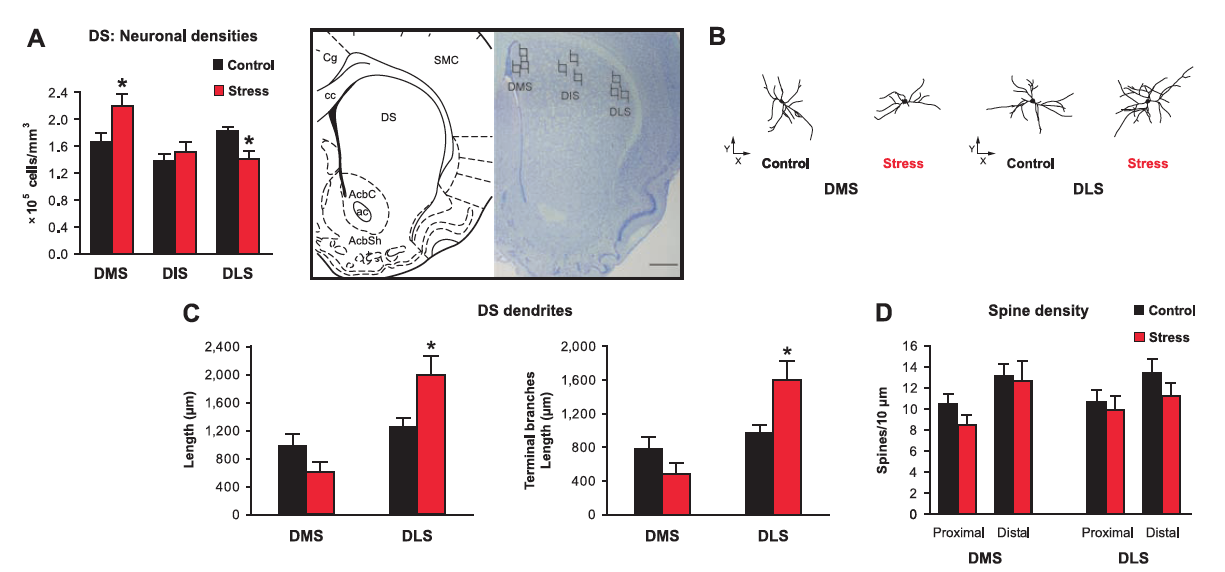 A
DS: Neuronal densities
Control
Stress
2.4
2.0
1.6
1.2
0.8
0.4
0.0
×10⁵ cells/mm³
*
*
DMS
DIS
DLS
Cg
SMC
cc
DS
AcbC
ac
AcbSh
DMS
DIS
DLS
B
Y
X
Control
Stress
DMS
Y
X
Control
Stress
DLS
C
DS dendrites
2,400
2,000
1,600
1,200
800
400
0
Length (µm)
*
DMS
DLS
2,000
1,600
1,200
800
400
0
Terminal branches
Length (µm)
*
DMS
DLS
D
Spine density
Control
Stress
16
14
12
10
8
6
4
2
0
Spines/10 µm
Proximal
Distal
Proximal
Distal
DMS
DLS